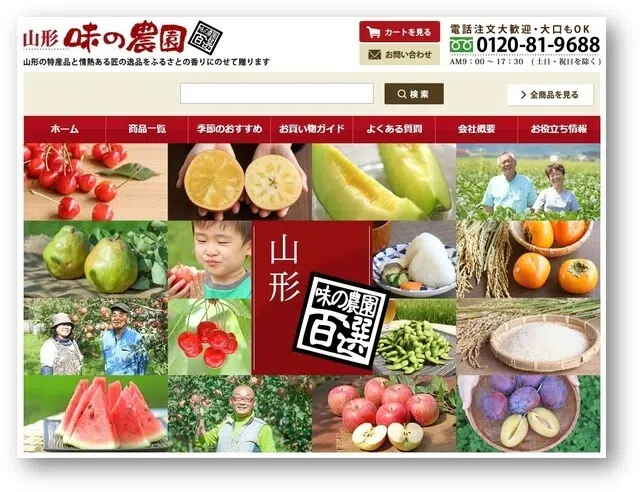 山形 味の農園 味の農園 百選
山形の特産品と情熱ある匠の逸品をふるさとの香りにのせて贈ります
カートを見る
お問い合わせ
電話注文大歓迎・大口もOK
0120-81-9688
AM9:00～17:30 (土日・祝日を除く)
検索
全商品を見る
ホーム
商品一覧
季節のおすすめ
お買い物ガイド
よくある質問
会社概要
お役立ち情報
山形
味の農園
百選